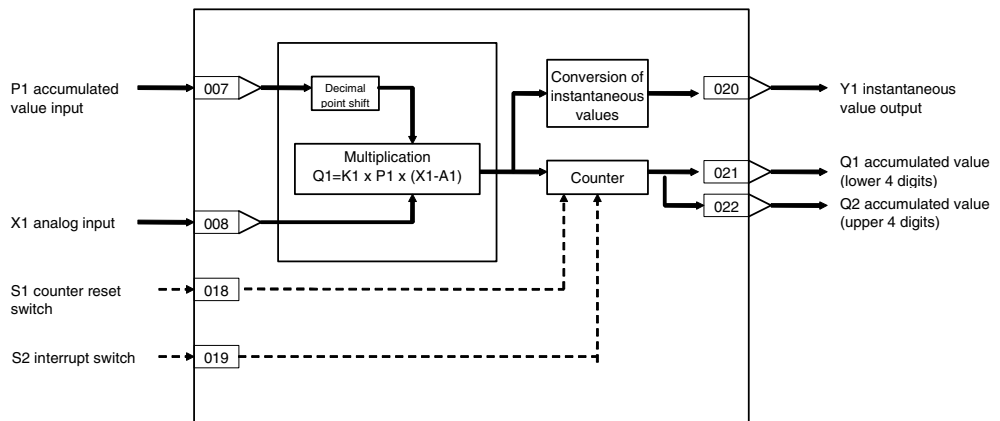 P1 accumulated
value input
007
Decimal
point shift
Conversion of
instantaneous
values
020
Y1 instantaneous
value output
Multiplication
Q1=K1 x P1 x (X1-A1)
Counter
021
Q1 accumulated value
(lower 4 digits)
022
Q2 accumulated value
(upper 4 digits)
X1 analog input
008
S1 counter reset
switch
018
S2 interrupt switch
019